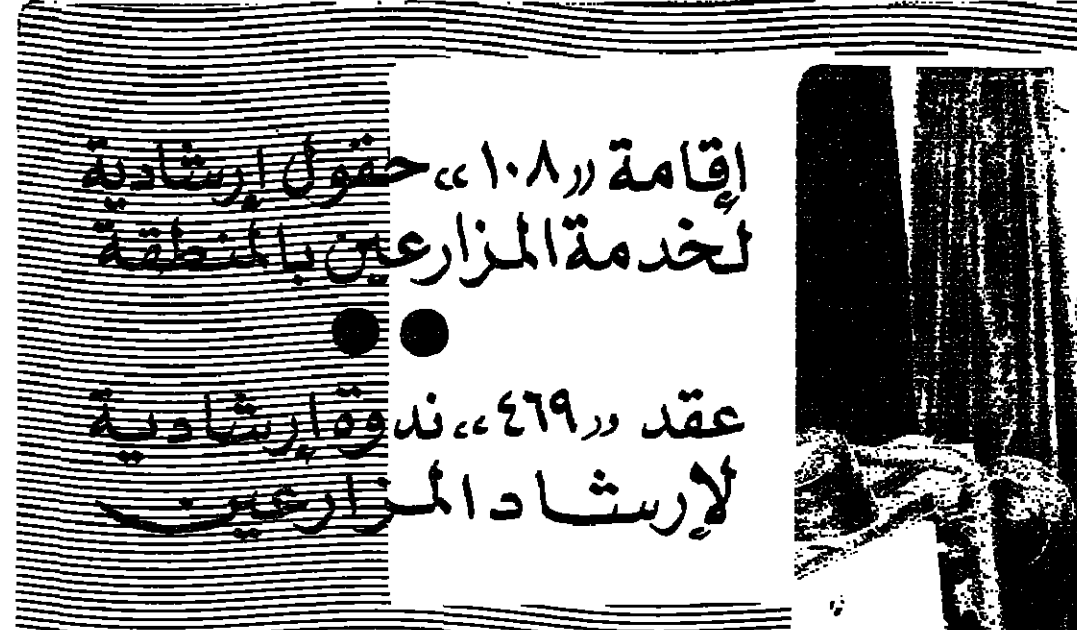 إقامة «١٠٨» حقول إرشادية
لخدمة المزارعين بالمنطقة
عقد «٤٦٩» ندوة إرشادية
لإرشاد المزارعين